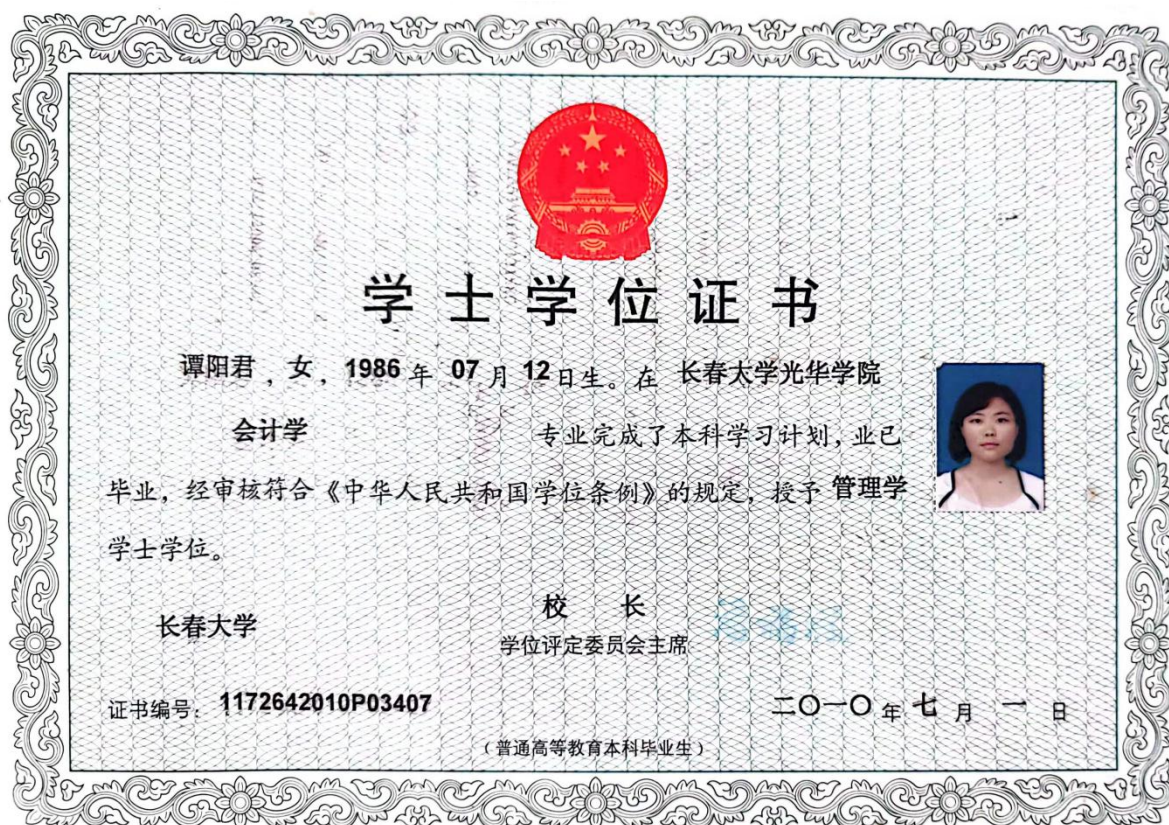 学士学位证书
谭阳君，女，1986年 07月 12日生。在 长春大学光华学院
会计学 专业完成了本科学习计划，业已
毕业，经审核符合《中华人民共和国学位条例》的规定，授予 管理学
学士学位。
长春大学
校 长
学位评定委员会主席
证书编号：1172642010P03407
二〇一〇年 七 月 一 日
（普通高等教育本科毕业生）